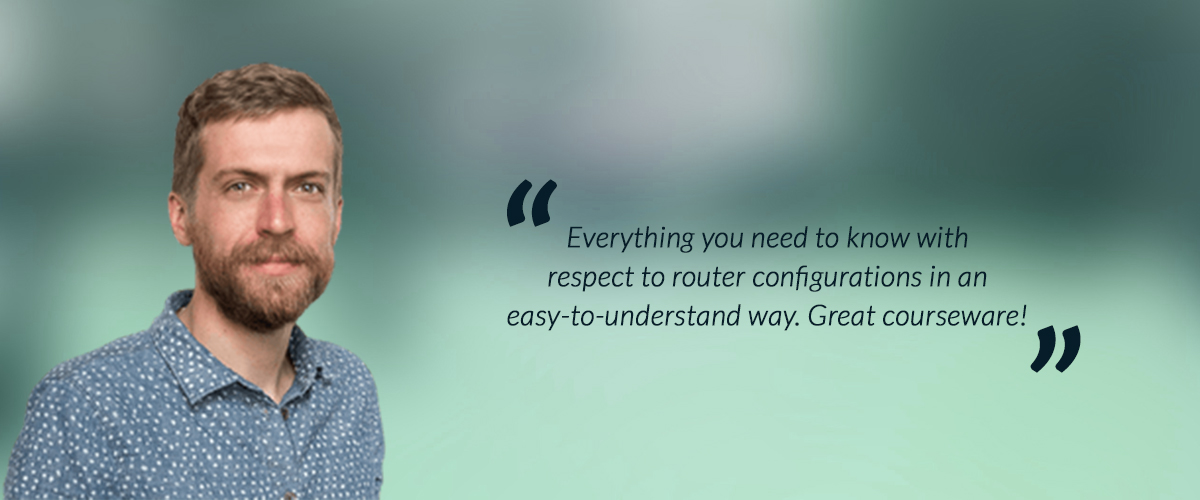 “Everything you need to know with
respect to router configurations in an
easy-to-understand way. Great courseware!”